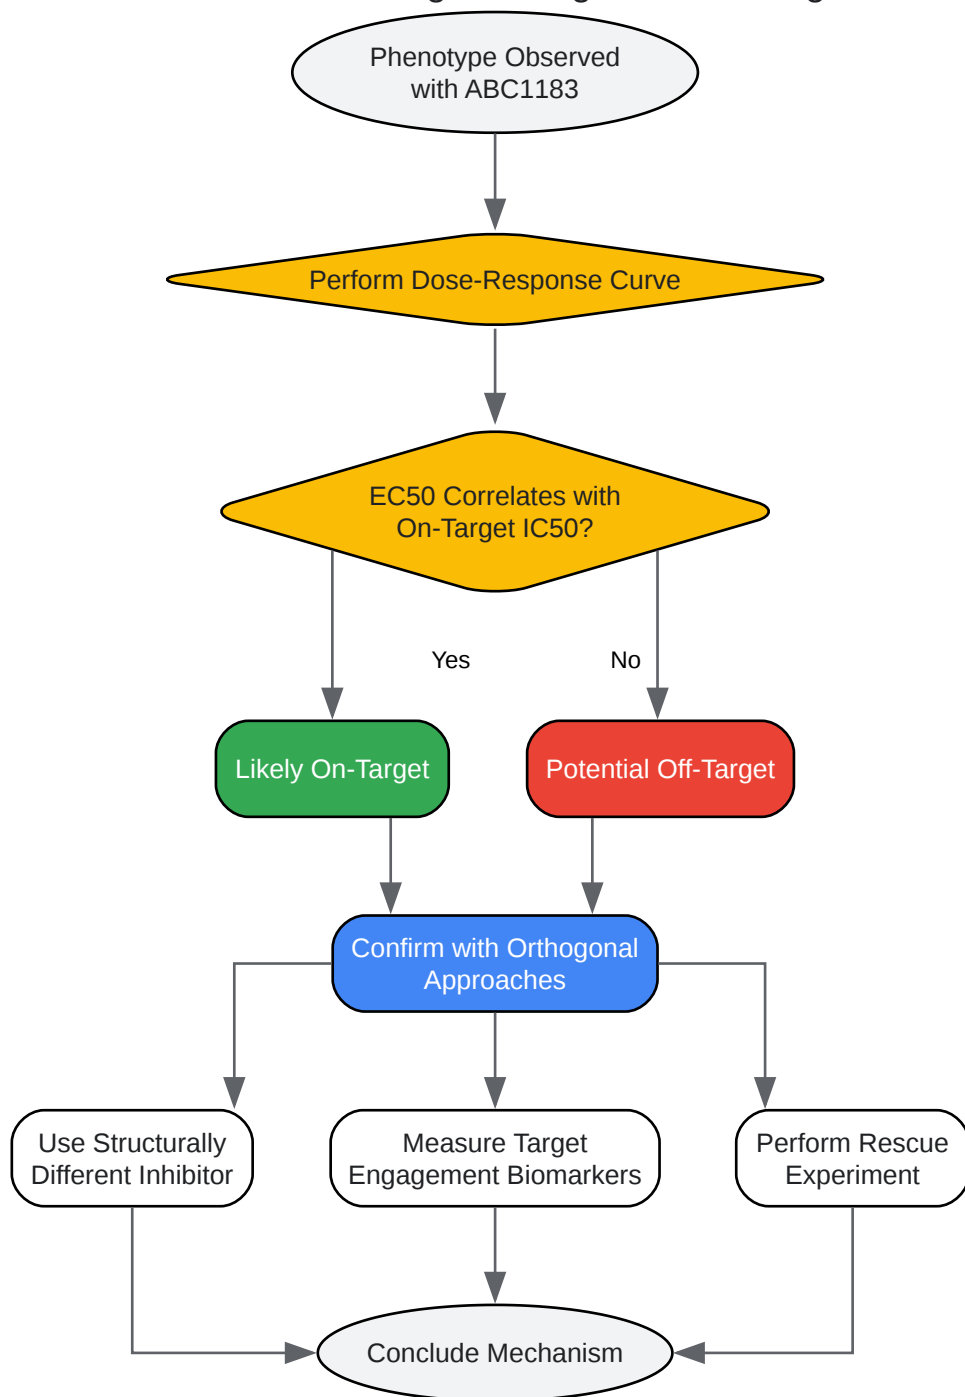 Phenotype Observed
with ABC1183
Perform Dose-Response Curve
EC50 Correlates with
On-Target IC50?
Yes
No
Likely On-Target
Potential Off-Target
Confirm with Orthogonal
Approaches
Use Structurally
Different Inhibitor
Measure Target
Engagement Biomarkers
Perform Rescue
Experiment
Conclude Mechanism